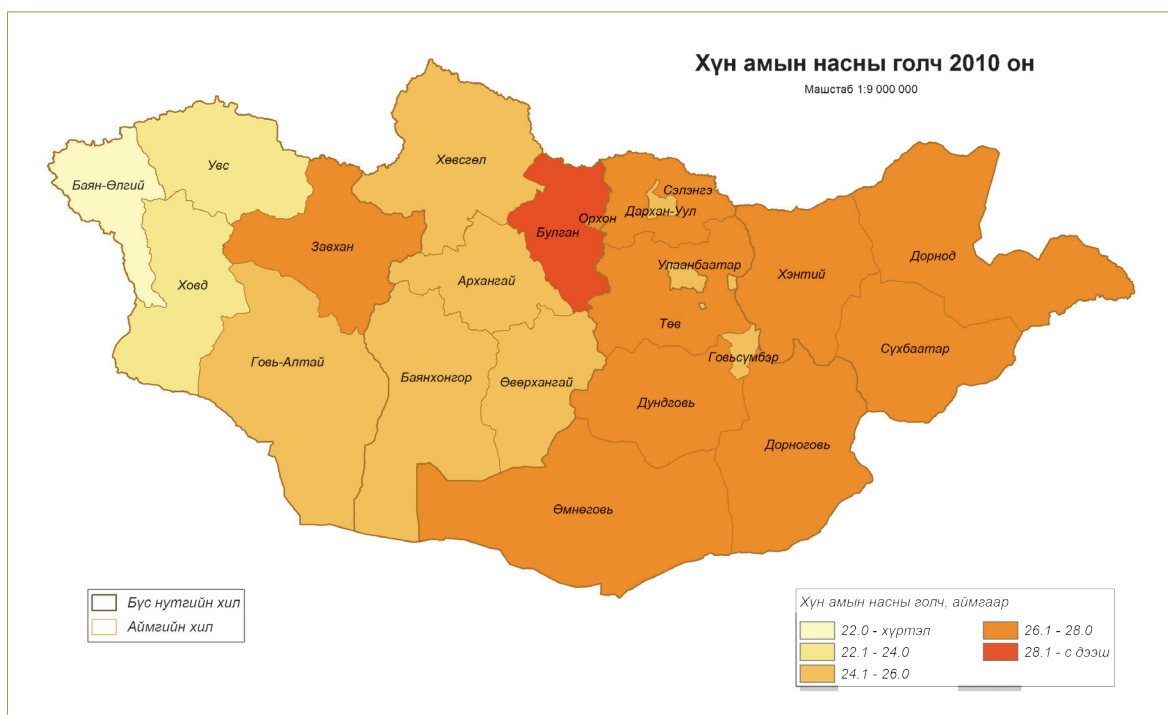 Хүн амын насны голч 2010 он
Машстаб 1:9 000 000
Хөвсгөл
Увс
Баян-Өлгий
Сэлэнгэ
Дархан-Уул
Орхон
Булган
Завхан
Улаанбаатар
Дорнод
Хэнтий
Ховд
Архангай
Төв
Сүхбаатар
Говьсүмбэр
Говь-Алтай
Баянхонгор
Өвөрхангай
Дундговь
Дорноговь
Өмнөговь
Бүс нутгийн хил
Аймгийн хил
Хүн амын насны голч, аймгаар
22.0 - хүртэл
22.1 - 24.0
24.1 - 26.0
26.1 - 28.0
28.1 - с дээш